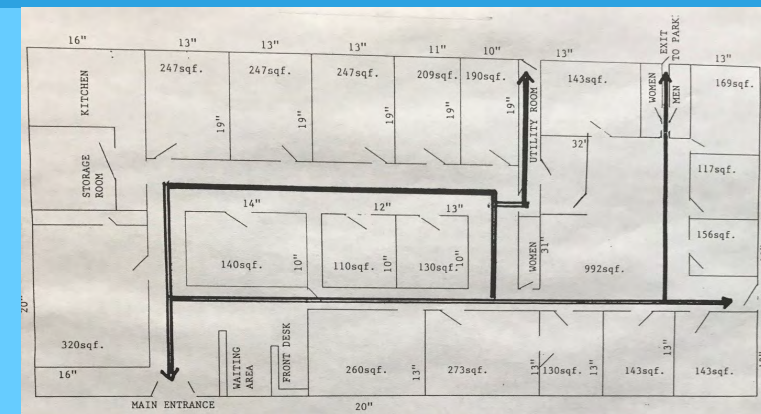 16"
13"
13"
13"
11"
10"
13"
EXIT
TO PARK.
13"
KITCHEN
247sqf.
247sqf.
247sqf.
209sqf.
190sqf.
143sqf.
WOMEN
MEN
169sqf.
19"
19"
19"
19"
19"
UTILITY ROOM
32"
STORAGE
ROOM
117sqf.
14"
12"
13"
156sqf.
140sqf.
10"
110sqf.
10"
130sqf.
10"
WOMEN
31"
992sqf.
20"
320sqf.
16"
WAITING
AREA
FRONT DESK
260sqf.
13"
273sqf.
13"
130sqf.
13"
143sqf.
13"
143sqf.
MAIN ENTRANCE
20"